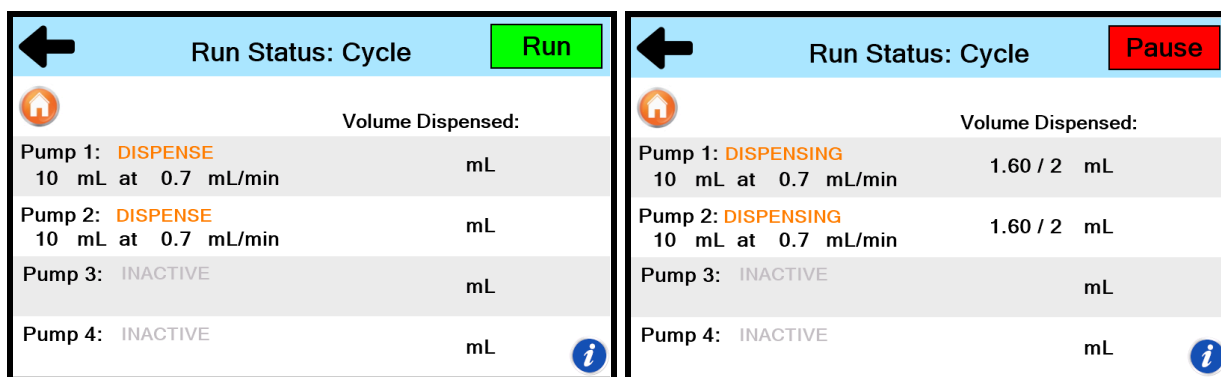 Run Status: Cycle Run
Volume Dispensed:
Pump 1: DISPENSE
10 mL at 0.7 mL/min mL
Pump 2: DISPENSE
10 mL at 0.7 mL/min mL
Pump 3: INACTIVE mL
Pump 4: INACTIVE mL
i
Run Status: Cycle Pause
Volume Dispensed:
Pump 1: DISPENSING
10 mL at 0.7 mL/min 1.60 / 2 mL
Pump 2: DISPENSING
10 mL at 0.7 mL/min 1.60 / 2 mL
Pump 3: INACTIVE mL
Pump 4: INACTIVE mL
i